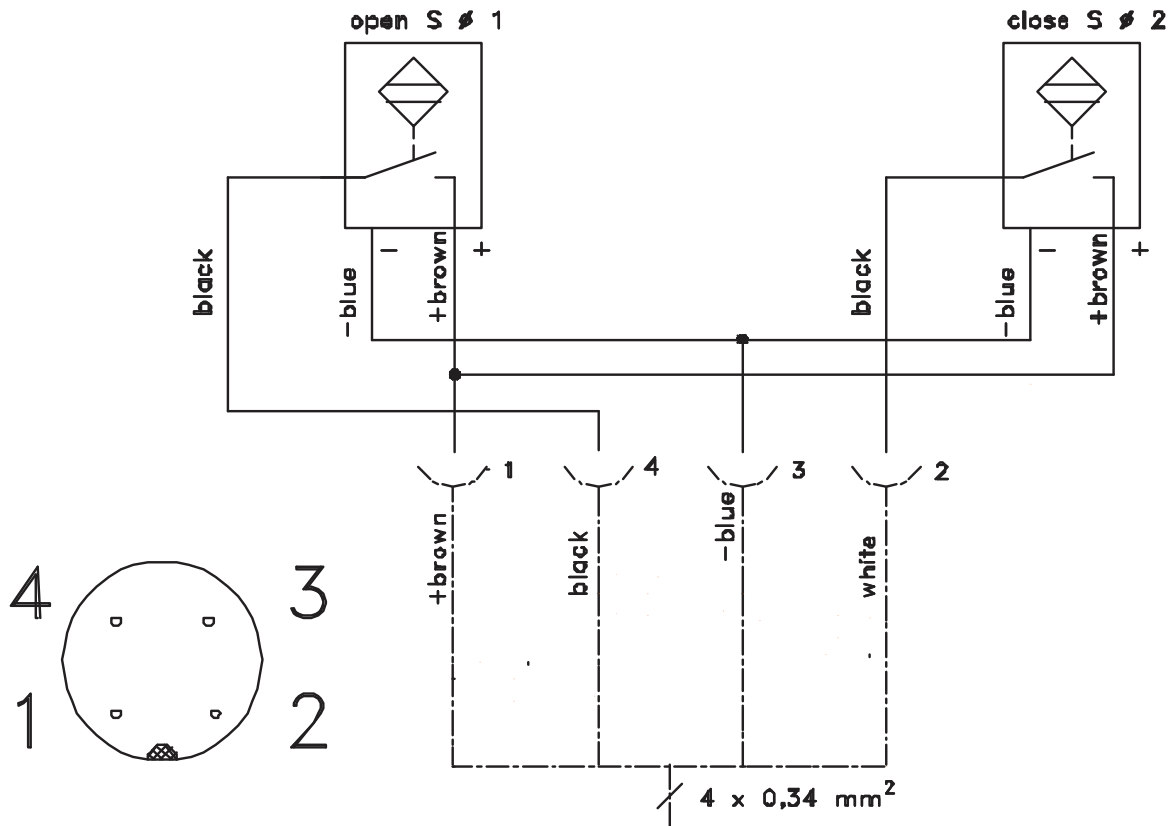 open S Ø 1
close S Ø 2
black
-blue
-
+brown
+
black
-blue
-
+brown
+
1
4
3
2
+brown
black
-blue
white
4
3
1
2
4 x 0,34 mm²